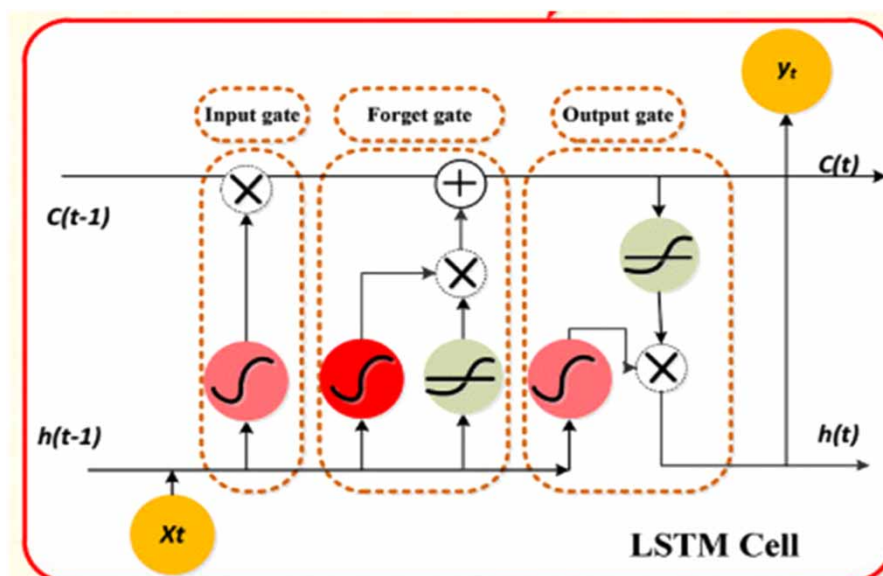 yₜ
Input gate
Forget gate
Output gate
C(t-1)
C(t)
h(t-1)
h(t)
Xt
LSTM Cell